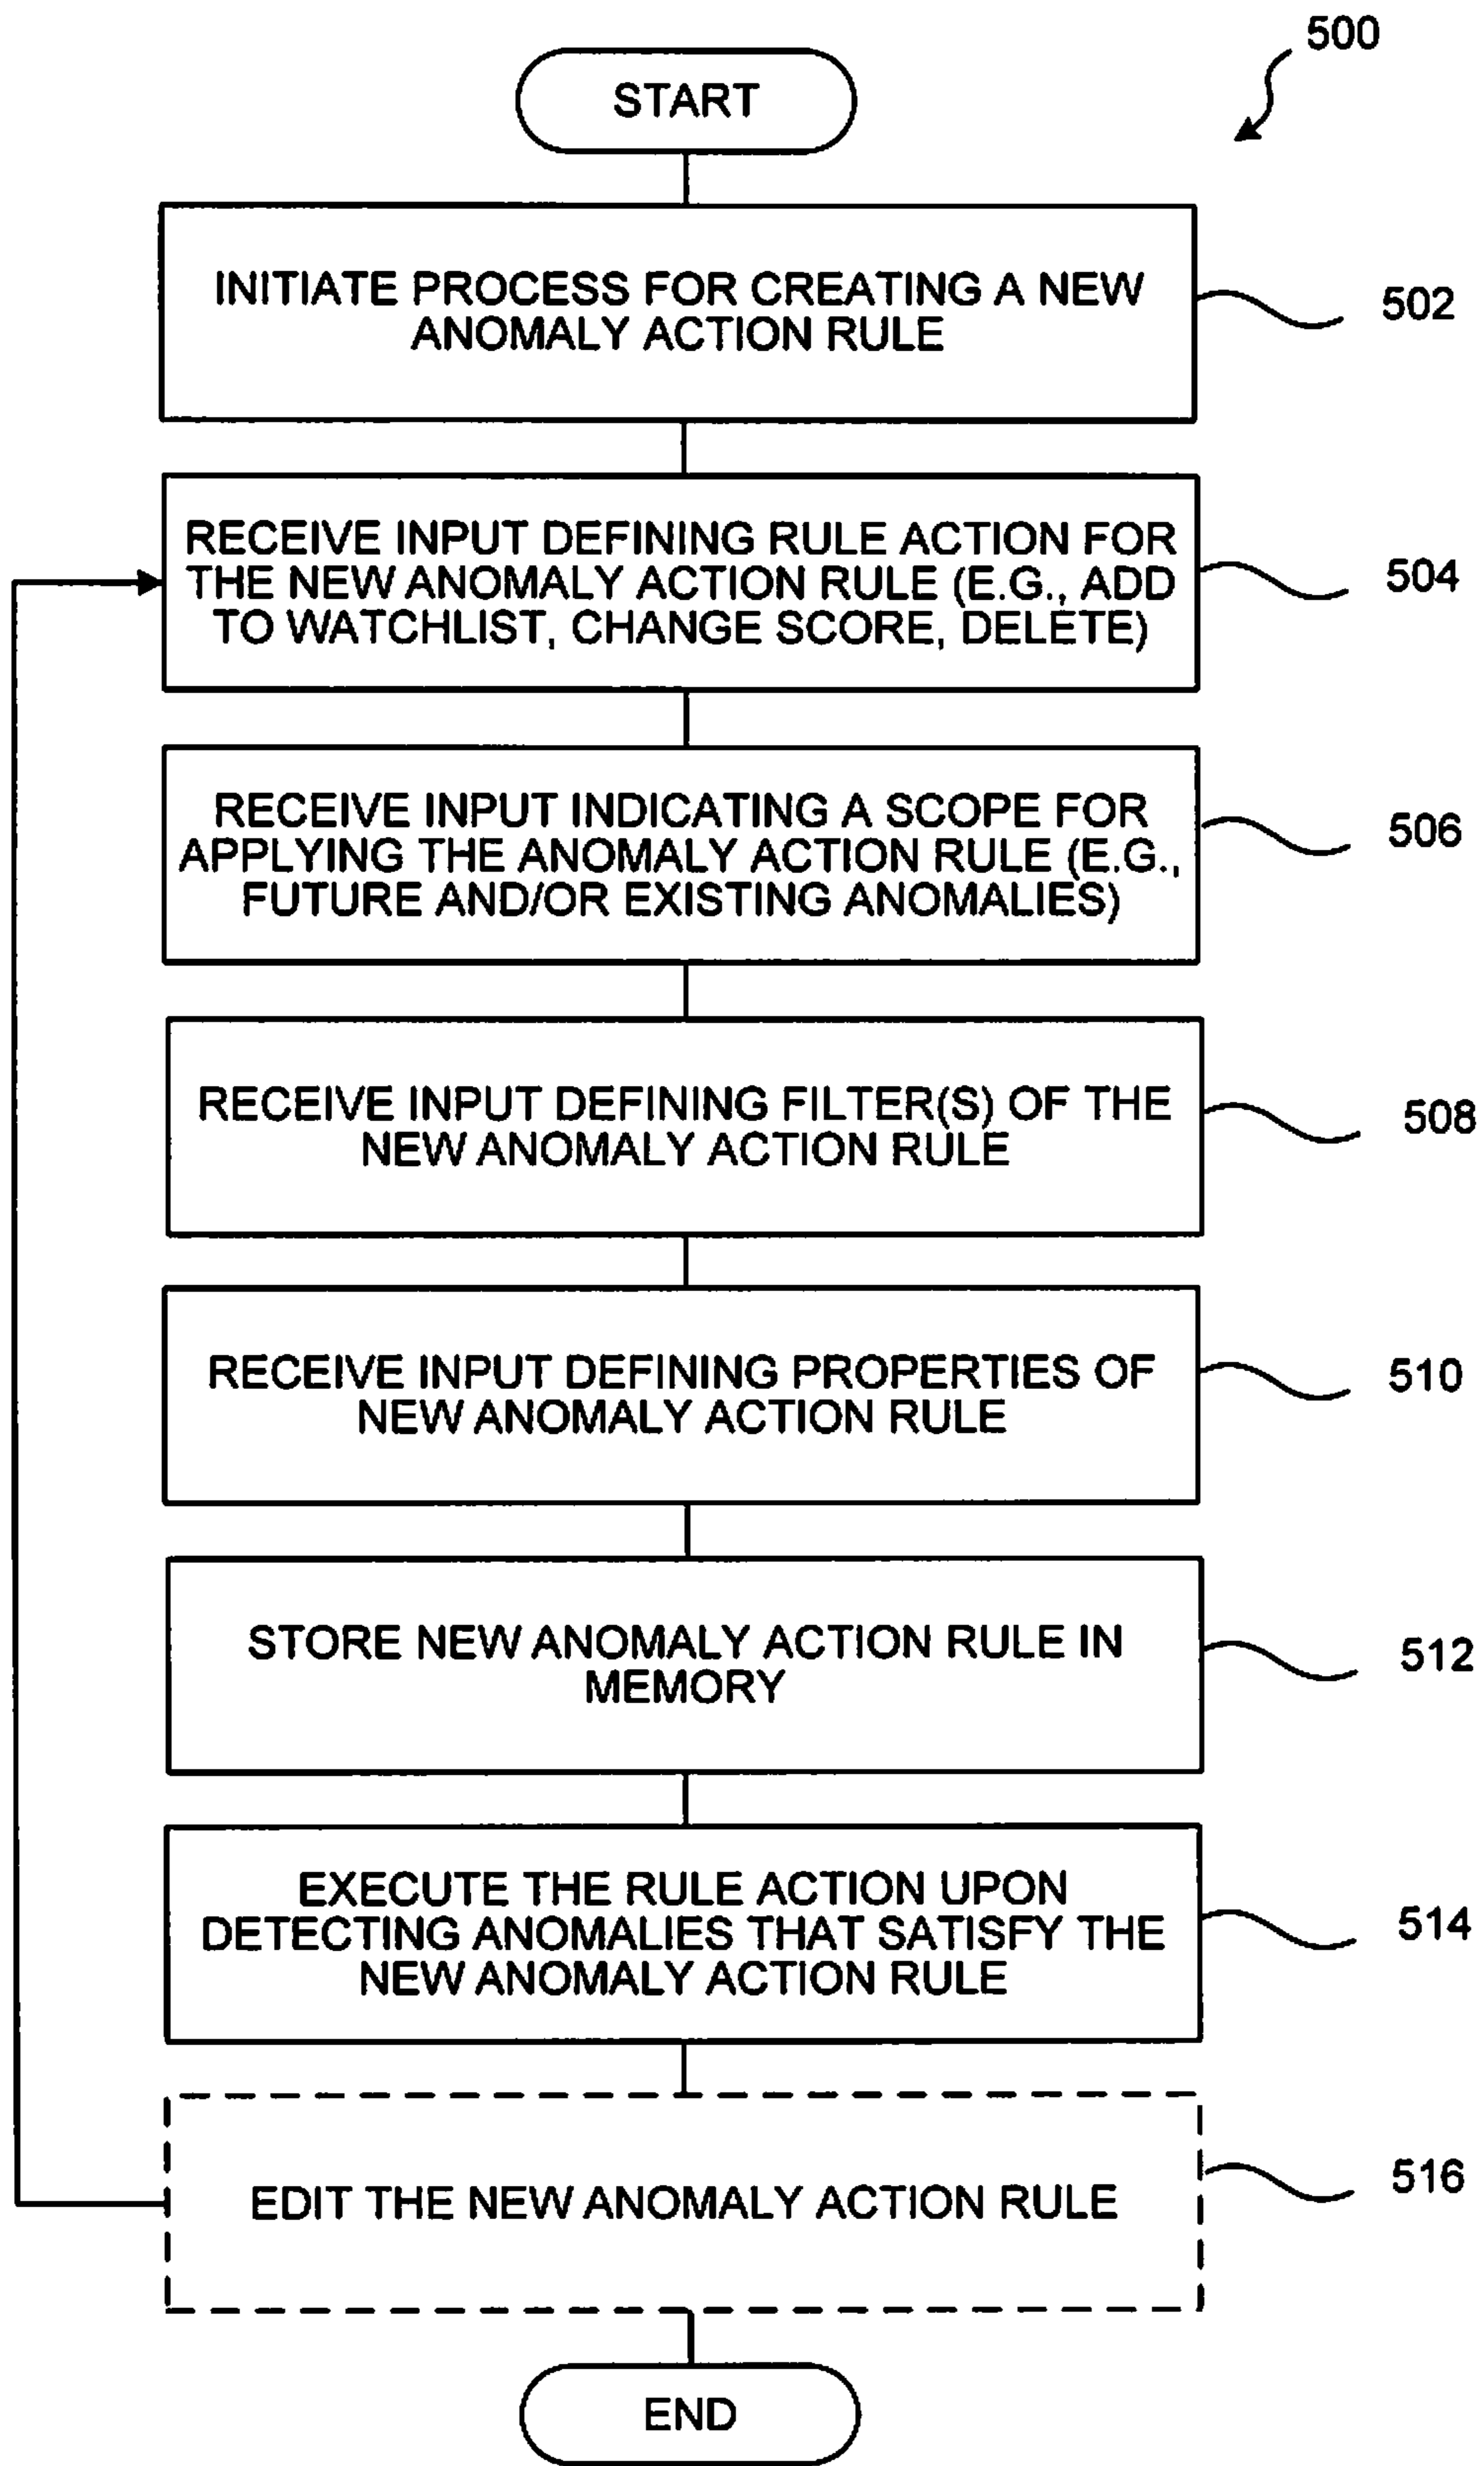 500
START
INITIATE PROCESS FOR CREATING A NEW
ANOMALY ACTION RULE
502
RECEIVE INPUT DEFINING RULE ACTION FOR
THE NEW ANOMALY ACTION RULE (E.G., ADD
TO WATCHLIST, CHANGE SCORE, DELETE)
504
RECEIVE INPUT INDICATING A SCOPE FOR
APPLYING THE ANOMALY ACTION RULE (E.G.,
FUTURE AND/OR EXISTING ANOMALIES)
506
RECEIVE INPUT DEFINING FILTER(S) OF THE
NEW ANOMALY ACTION RULE
508
RECEIVE INPUT DEFINING PROPERTIES OF
NEW ANOMALY ACTION RULE
510
STORE NEW ANOMALY ACTION RULE IN
MEMORY
512
EXECUTE THE RULE ACTION UPON
DETECTING ANOMALIES THAT SATISFY THE
NEW ANOMALY ACTION RULE
514
EDIT THE NEW ANOMALY ACTION RULE
516
END